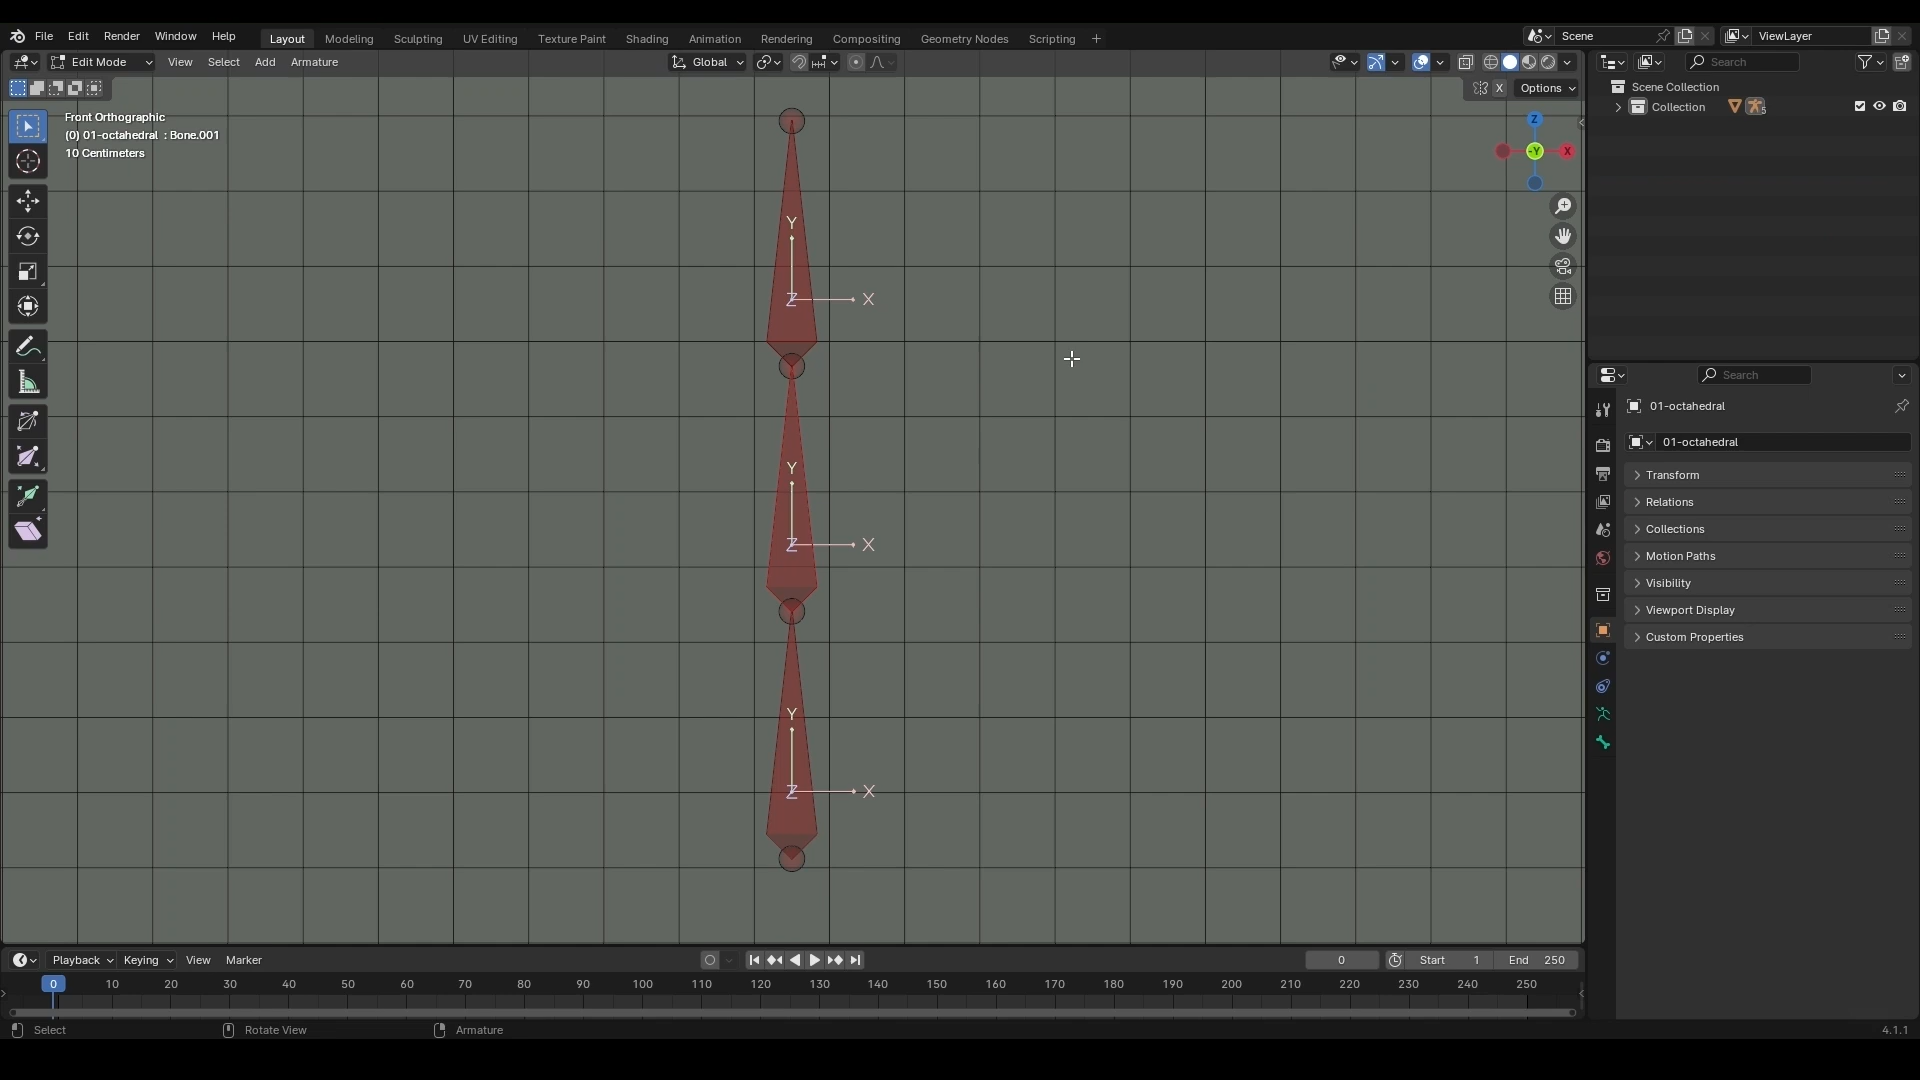 File Edit Render Window Help Layout Modeling Sculpting UV Editing Texture Paint Shading Animation Rendering Compositing Geometry Nodes Scripting + Scene ViewLayer
Edit Mode View Select Add Armature Global Search
X Options
Scene Collection
Collection 5
Front Orthographic
(0) 01-octahedral : Bone.001
10 Centimeters
Z
-Y X
Y
Z X
Y
Z X
Y
Z X
Search
01-octahedral
01-octahedral
Transform
Relations
Collections
Motion Paths
Visibility
Viewport Display
Custom Properties
Playback Keying View Marker 0 Start 1 End 250
0 10 20 30 40 50 60 70 80 90 100 110 120 130 140 150 160 170 180 190 200 210 220 230 240 250
Select Rotate View Armature 4.1.1